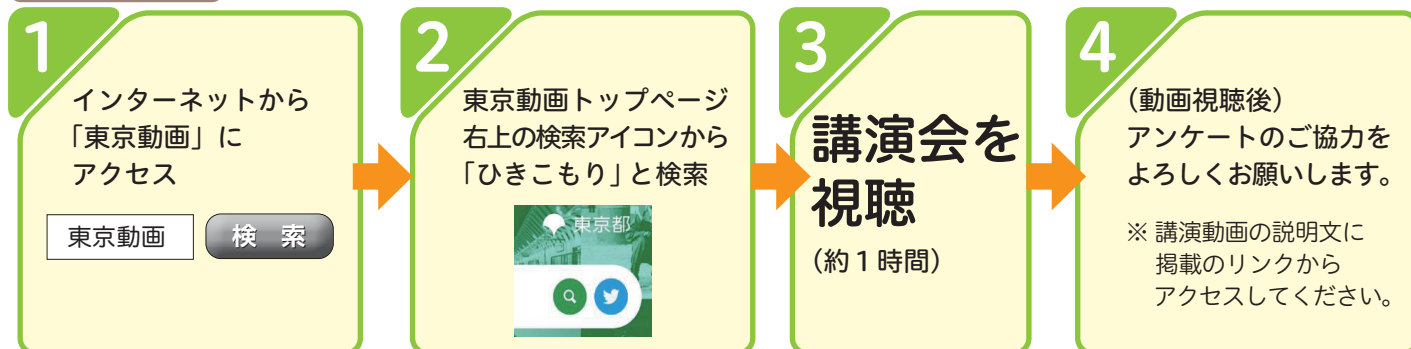 1
インターネットから
「東京動画」に
アクセス
東京動画
検 索
2
東京動画トップページ
右上の検索アイコンから
「ひきこもり」と検索
東京都
3
講演会を
視聴
(約1時間)
4
(動画視聴後)
アンケートのご協力を
よろしくお願いします。
※ 講演動画の説明文に
掲載のリンクから
アクセスしてください。